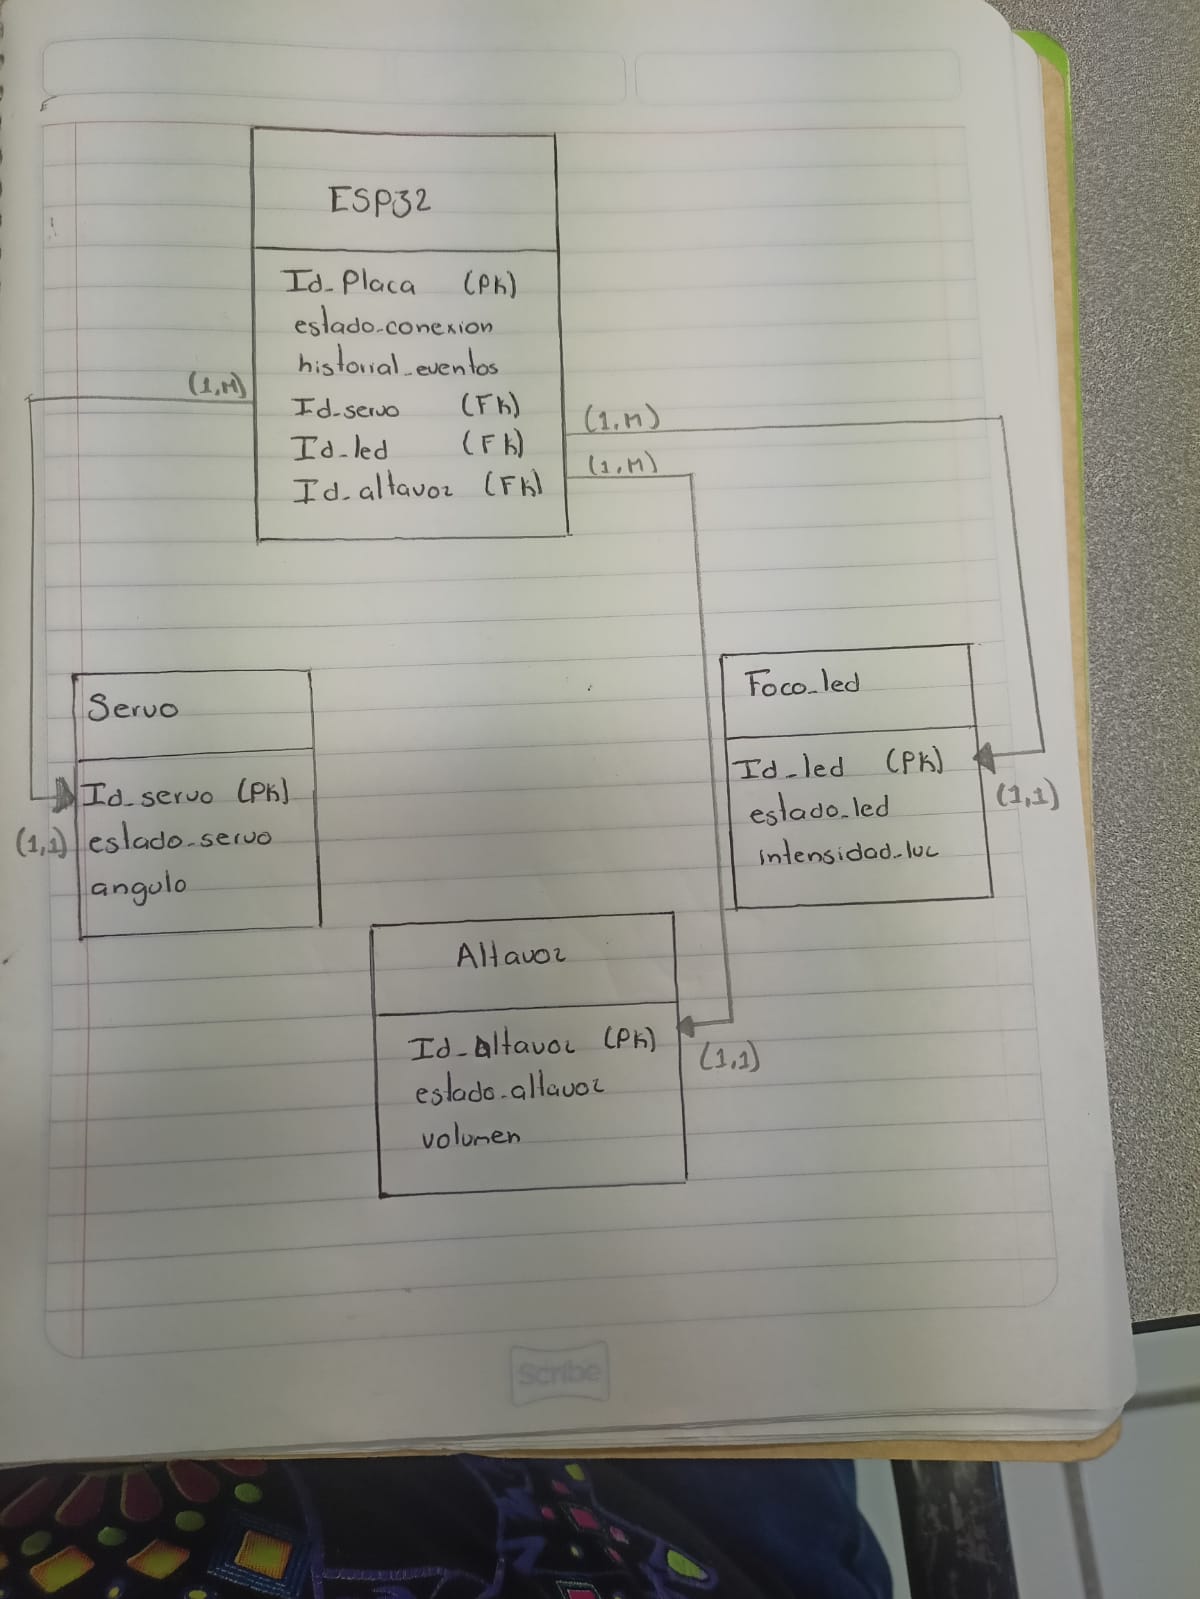 ESP32
Id_Placa (PK)
estado_conexion
historial_eventos
(1,M)
Id_servo (FK)
(1,M)
Id_led (FK)
(1,M)
Id_altavoz (FK)
Servo
Id_servo (PK)
(1,1)
estado_servo
angulo
Foco_led
Id_led (PK)
(1,1)
estado_led
intensidad_luz
Altavoz
Id_Altavoz (PK)
(1,1)
estado_altavoz
volumen
Scribe